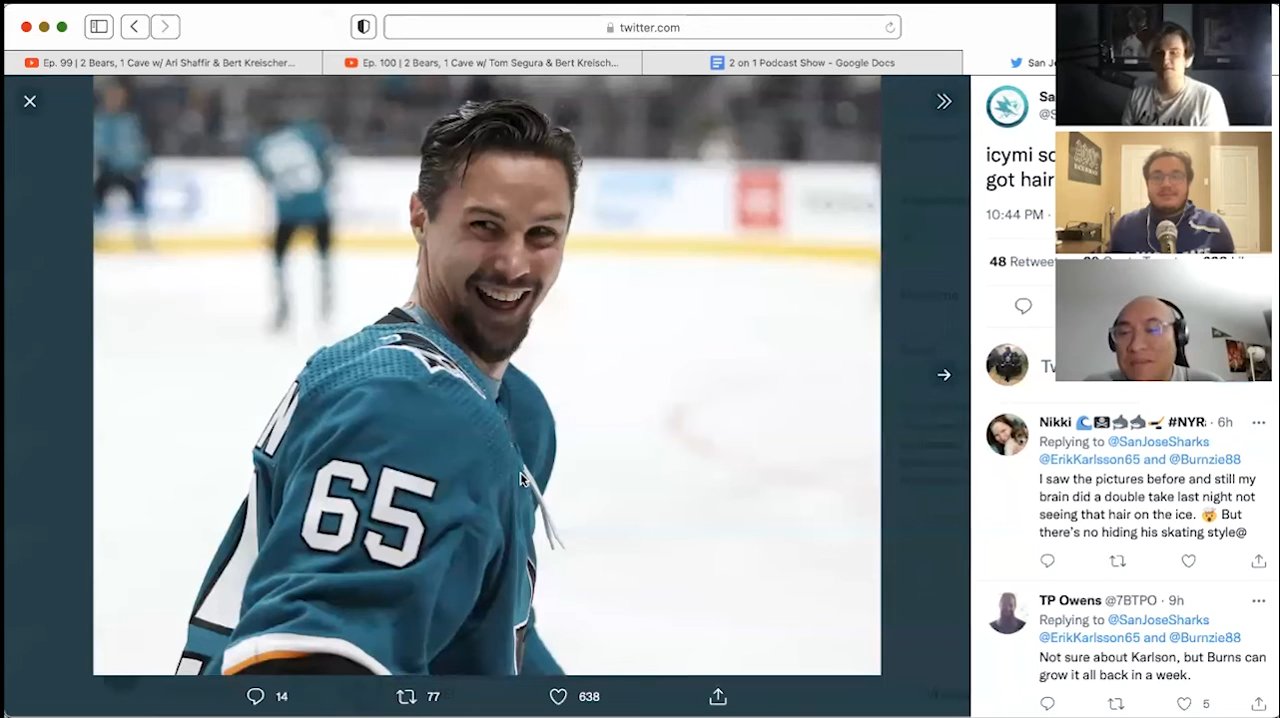 twitter.com
Ep. 99 | 2 Bears, 1 Cave w/ Ari Shaffir & Bert Kreischer...
Ep. 100 | 2 Bears, 1 Cave w/ Tom Segura & Bert Kreisch...
2 on 1 Podcast Show - Google Docs
San Jo
Sa
@S
icymi so
got hair
10:44 PM ·
48 Retweet
Tw
65
N
Nikki #NYR · 6h
Replying to @SanJoseSharks
@ErikKarlsson65 and @Burnzie88
I saw the pictures before and still my
brain did a double take last night not
seeing that hair on the ice. 🤯 But
there's no hiding his skating style@
TP Owens @7BTPO · 9h
Replying to @SanJoseSharks
@ErikKarlsson65 and @Burnzie88
Not sure about Karlson, but Burns can
grow it all back in a week.
5
14
77
638